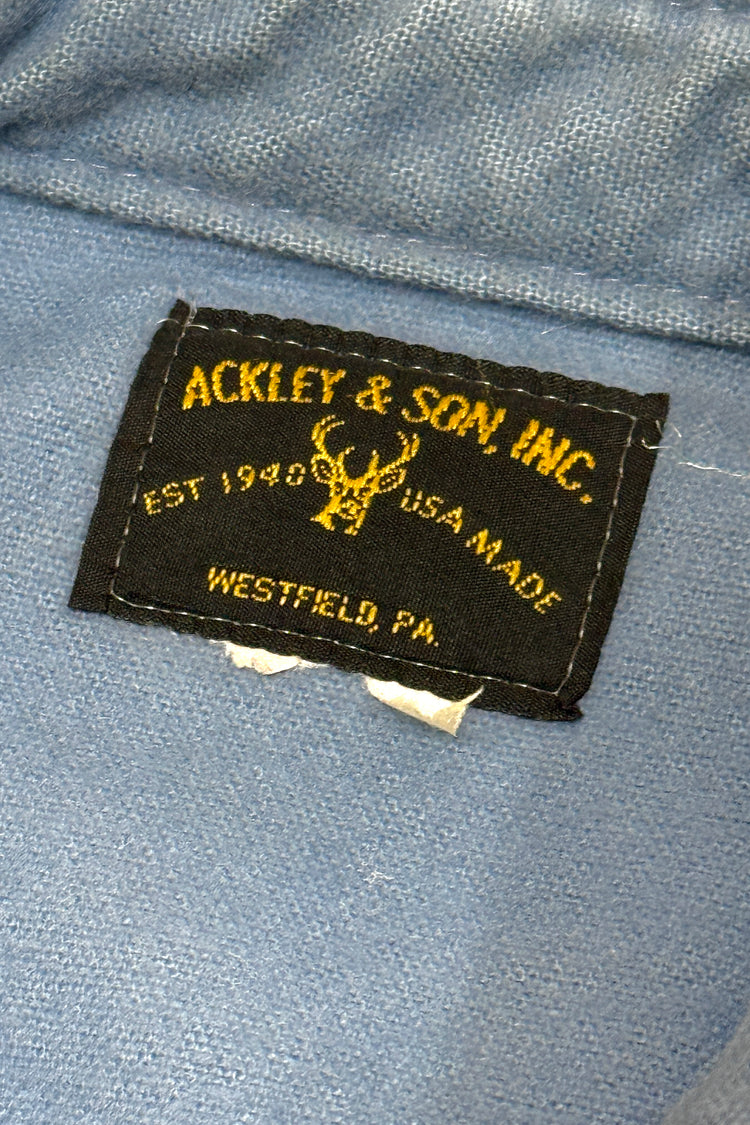 ACKLEY & SON, INC.
EST 1940 USA MADE
WESTFIELD, PA.